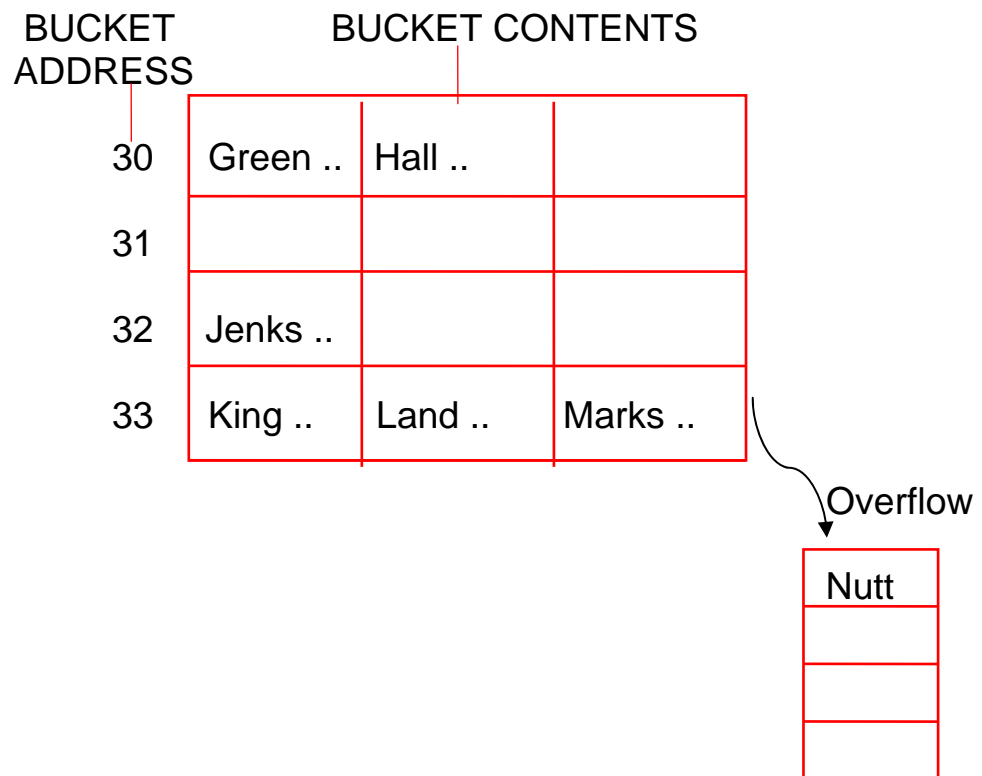 BUCKET ADDRESS
BUCKET CONTENTS
30 Green .. Hall ..
31
32 Jenks ..
33 King .. Land .. Marks ..
Overflow
Nutt